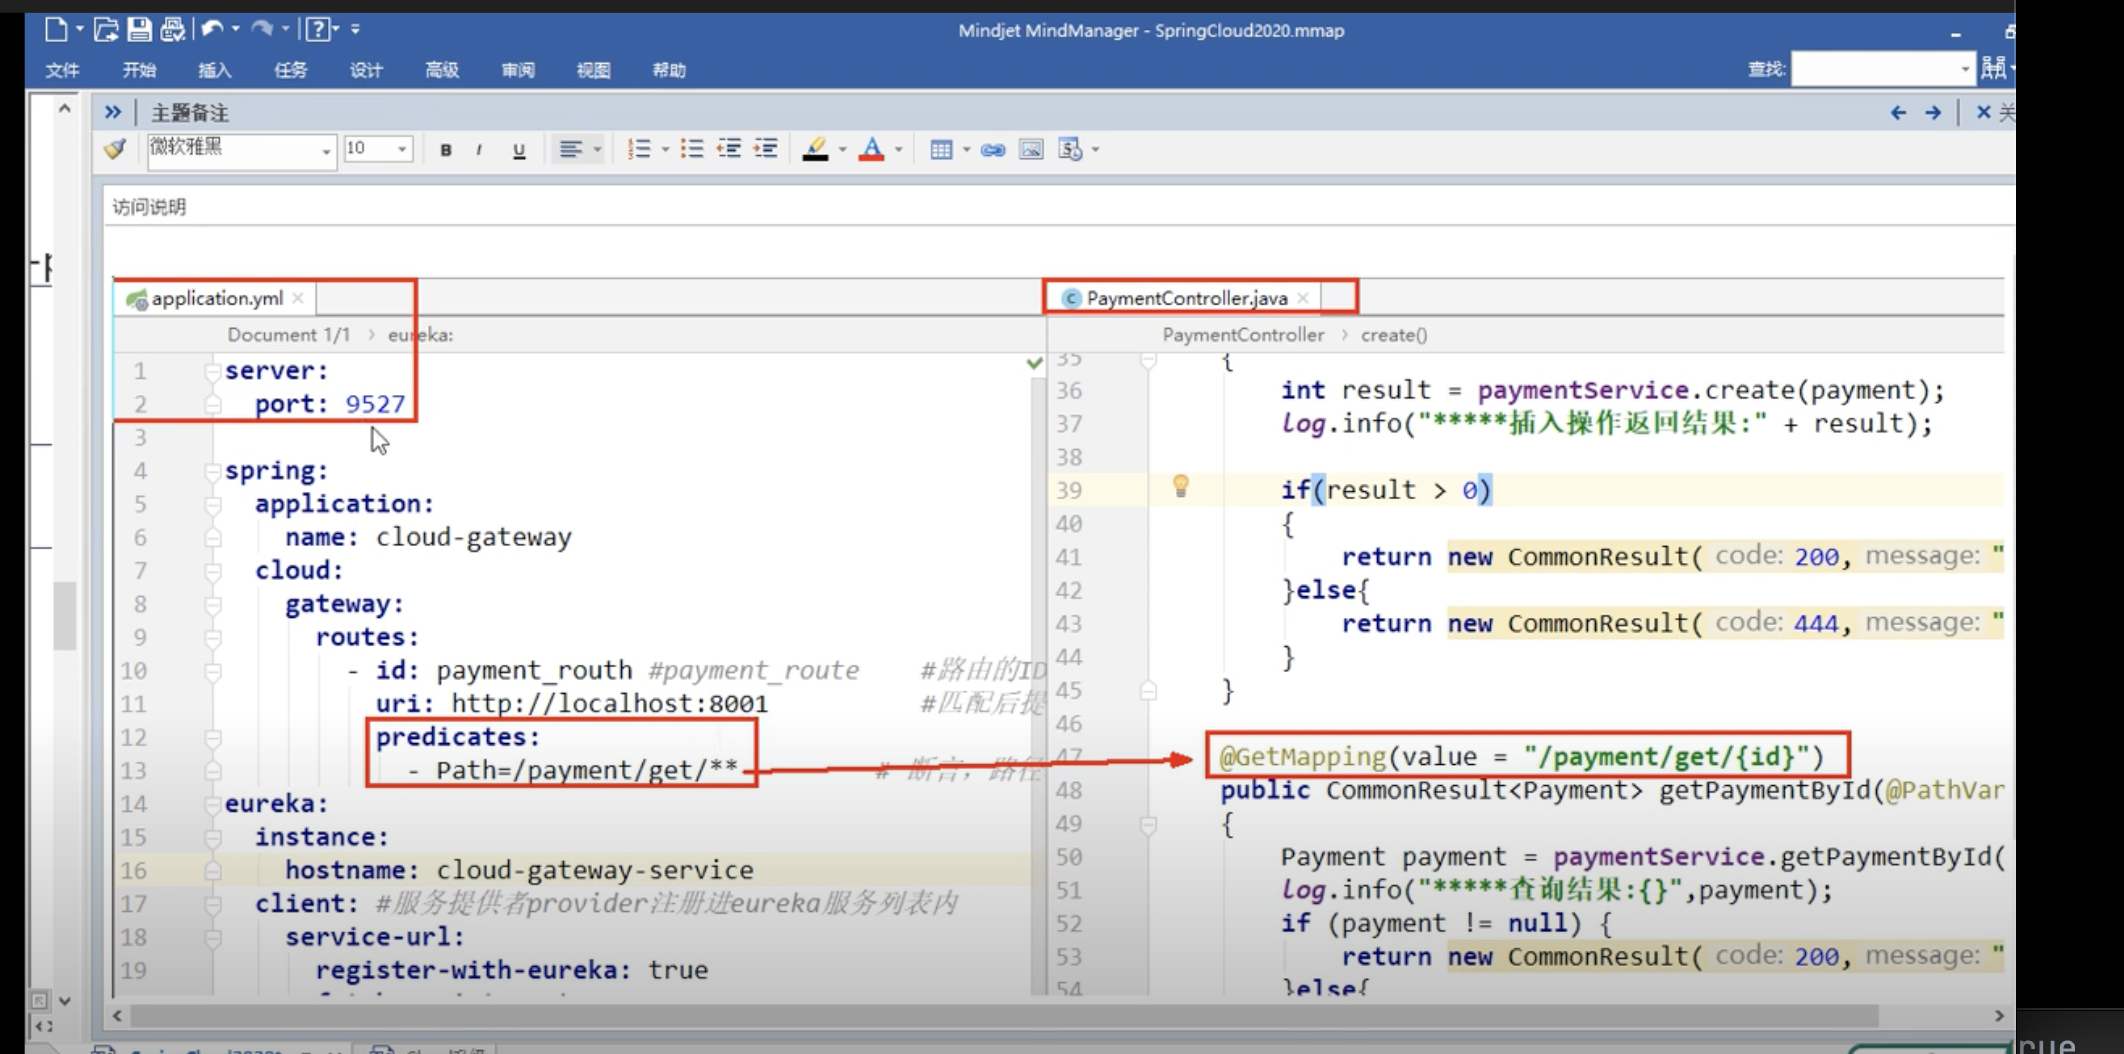 Mindjet MindManager - SpringCloud2020.mmap
文件 开始 插入 任务 设计 高级 审阅 视图 帮助 查找:
主题备注
微软雅黑 10 B I U
访问说明
application.yml
Document 1/1 › eureka:
1 server:
2 port: 9527
3
4 spring:
5 application:
6 name: cloud-gateway
7 cloud:
8 gateway:
9 routes:
10 - id: payment_routh #payment_route #路由的ID
11 uri: http://localhost:8001 #匹配后提
12 predicates:
13 - Path=/payment/get/** # 断言，路径
14 eureka:
15 instance:
16 hostname: cloud-gateway-service
17 client: #服务提供者provider注册进eureka服务列表内
18 service-url:
19 register-with-eureka: true
PaymentController.java
PaymentController › create()
35 {
36 int result = paymentService.create(payment);
37 log.info("*****插入操作返回结果:" + result);
38
39 if(result > 0)
40 {
41 return new CommonResult( code: 200, message: "
42 }else{
43 return new CommonResult( code: 444, message: "
44 }
45 }
46
47 @GetMapping(value = "/payment/get/{id}")
48 public CommonResult<Payment> getPaymentById(@PathVar
49 {
50 Payment payment = paymentService.getPaymentById(
51 log.info("*****查询结果:{}",payment);
52 if (payment != null) {
53 return new CommonResult( code: 200, message: "
54 }else{